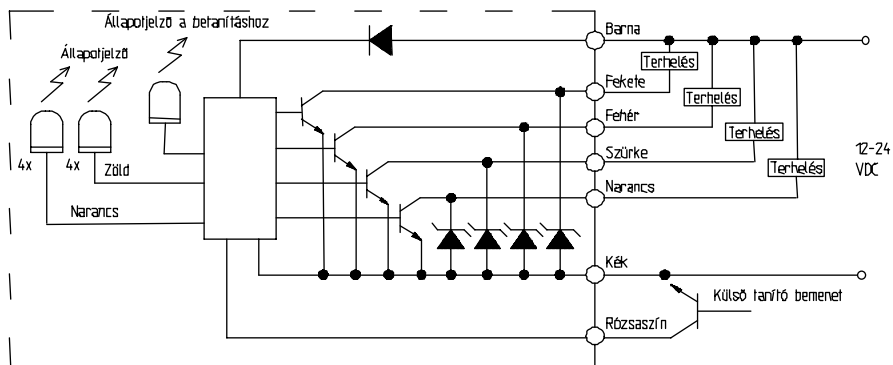 Állapotjelző a betanításhoz
Állapotjelző
4x
4x
Zöld
Narancs
Barna
Terhelés
Fekete
Terhelés
Fehér
Terhelés
Szürke
Terhelés
Narancs
12-24
VDC
Kék
Külső tanító bemenet
Rózsaszín